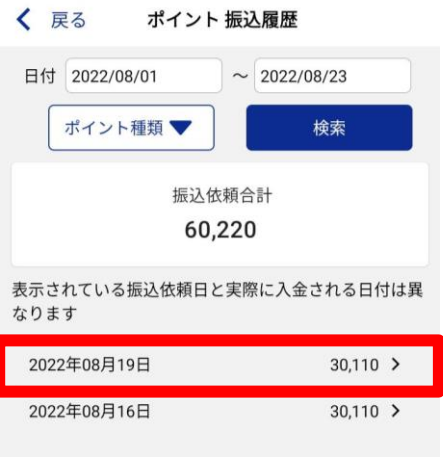 戻る ポイント 振込履歴
日付 2022/08/01 ～ 2022/08/23
ポイント種類 検索
振込依頼合計
60,220
表示されている振込依頼日と実際に入金される日付は異
なります
2022年08月19日 30,110
2022年08月16日 30,110